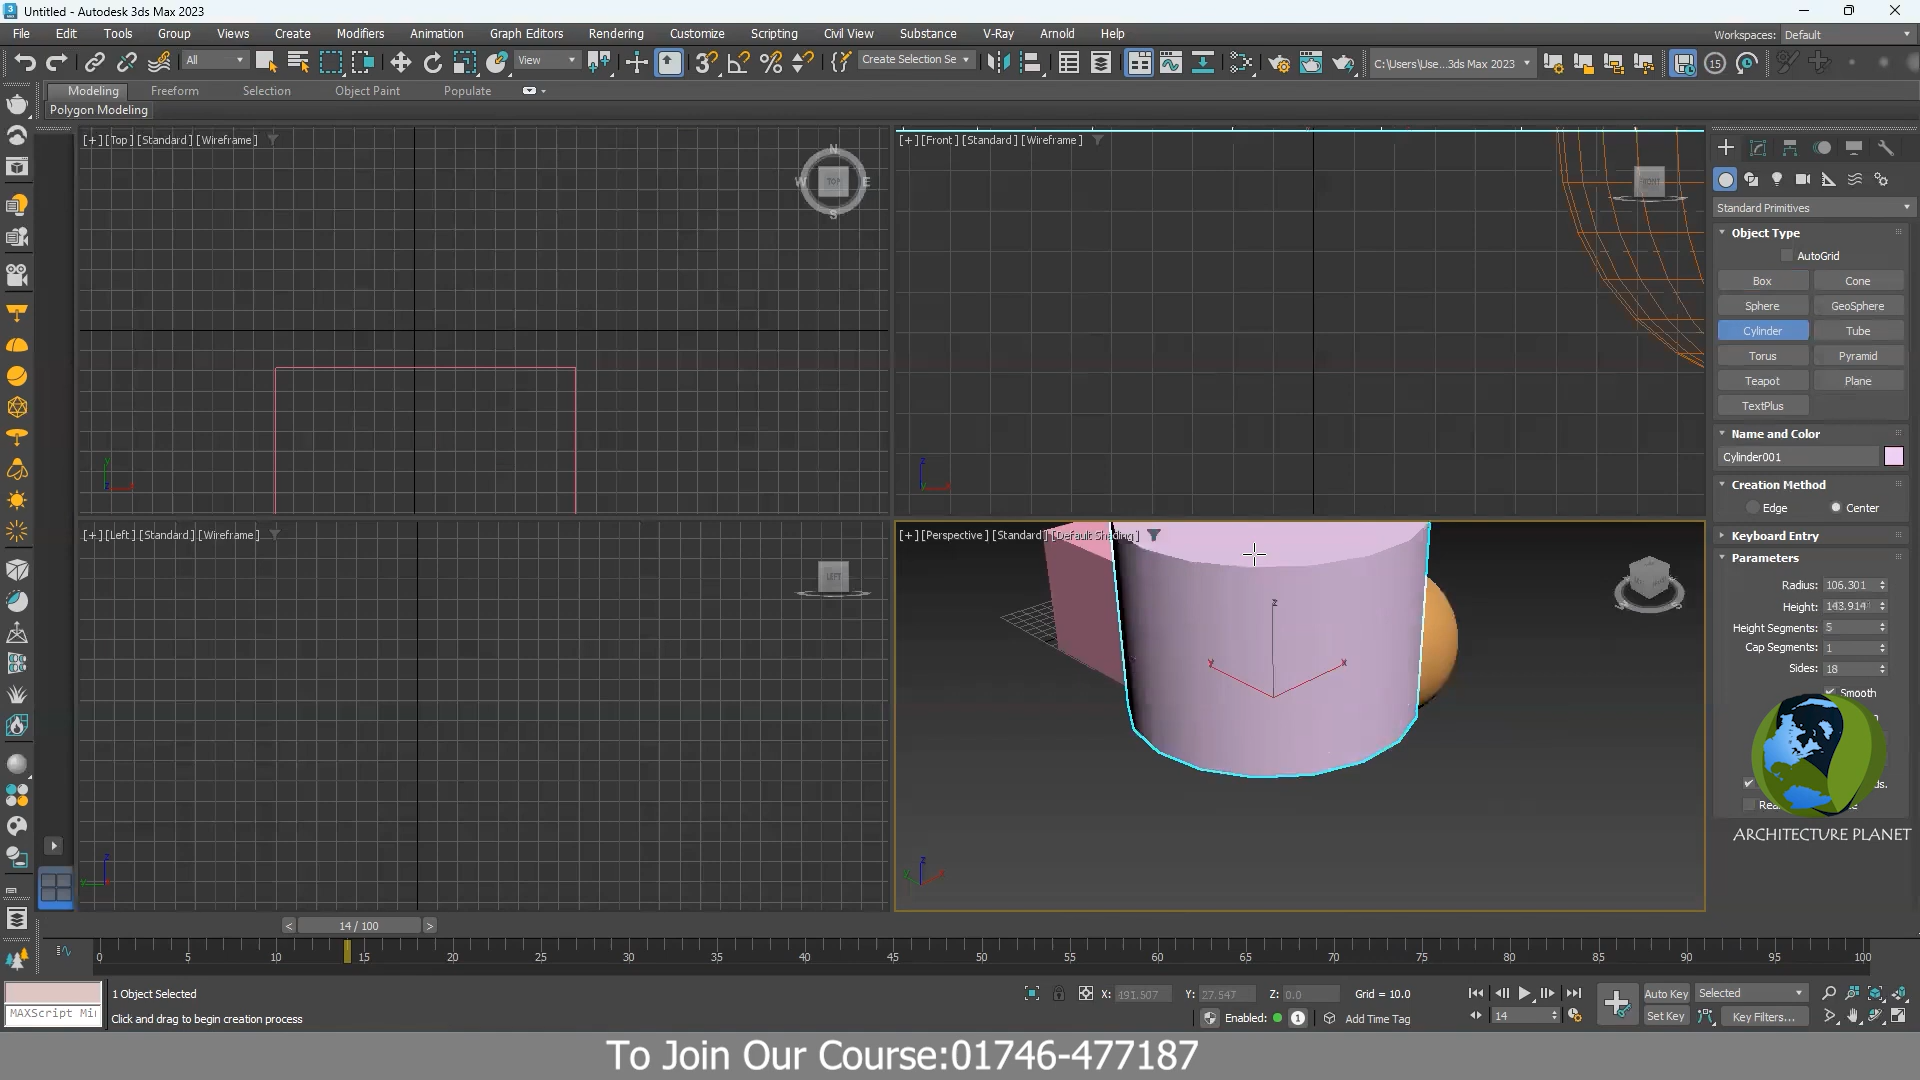 Untitled - Autodesk 3ds Max 2023
File Edit Tools Group Views Create Modifiers Animation Graph Editors Rendering Customize Scripting Civil View Substance V-Ray Arnold Help
Workspaces: Default
All View Create Selection Se C:\Users\Use...3ds Max 2023 15
Modeling Freeform Selection Object Paint Populate
Polygon Modeling
[+] [Top] [Standard] [Wireframe]
N
W TOP E
S
[+] [Front] [Standard] [Wireframe]
FRONT
Standard Primitives
Object Type
AutoGrid
Box Cone
Sphere GeoSphere
Cylinder Tube
Torus Pyramid
Teapot Plane
TextPlus
Name and Color
Cylinder001
Creation Method
Edge Center
Keyboard Entry
Parameters
Radius: 106.301
Height: 143.914
Height Segments: 5
Cap Segments: 1
Sides: 18
Smooth
ds.
ARCHITECTURE PLANET
[+] [Left] [Standard] [Wireframe]
LEFT
[+] [Perspective] [Standard] [Default Shading]
z
y x
< 14 / 100 >
0 5 10 15 20 25 30 35 40 45 50 55 60 65 70 75 80 85 90 95 100
1 Object Selected
MAXScript Mi
Click and drag to begin creation process
X: 191.507 Y: 27.547 Z: 0.0 Grid = 10.0
Enabled: 1 Add Time Tag
14
Auto Key Selected
Set Key Key Filters...
To Join Our Course:01746-477187